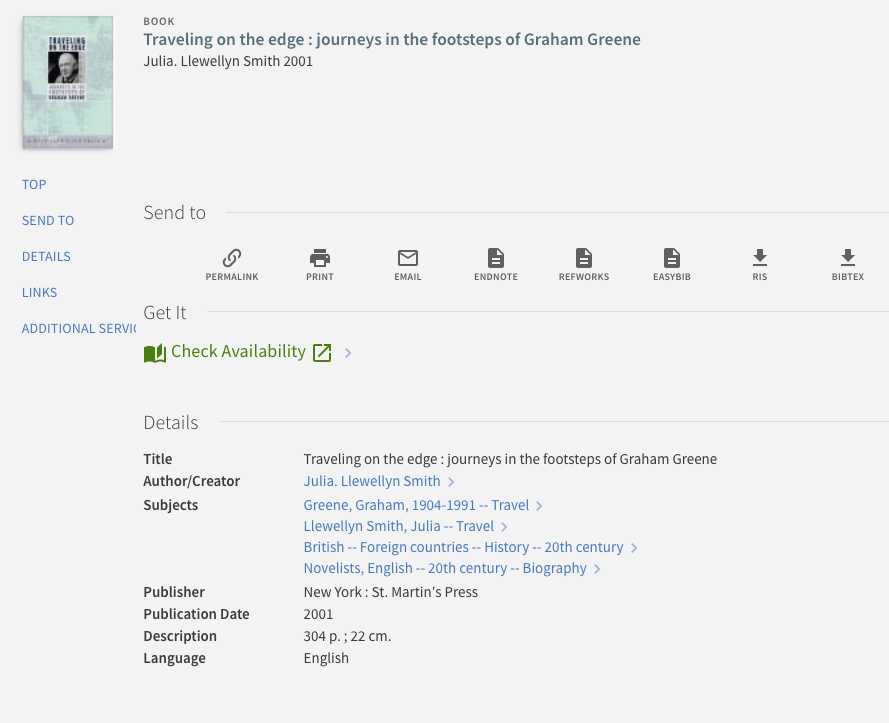 TRAVELING
ON THE EDGE
JOURNEYS IN THE
FOOTSTEPS OF
GRAHAM GREENE
BOOK
Traveling on the edge : journeys in the footsteps of Graham Greene
Julia. Llewellyn Smith 2001
TOP
SEND TO
DETAILS
LINKS
ADDITIONAL SERVIC
Send to
PERMALINK PRINT EMAIL ENDNOTE REFWORKS EASYBIB RIS BIBTEX
Get It
Check Availability
Details
Title Traveling on the edge : journeys in the footsteps of Graham Greene
Author/Creator Julia. Llewellyn Smith
Subjects Greene, Graham, 1904-1991 -- Travel
Llewellyn Smith, Julia -- Travel
British -- Foreign countries -- History -- 20th century
Novelists, English -- 20th century -- Biography
Publisher New York : St. Martin's Press
Publication Date 2001
Description 304 p. ; 22 cm.
Language English